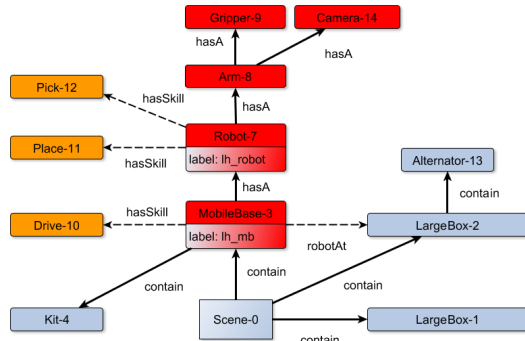 Gripper-9
Camera-14
hasA
hasA
Arm-8
Pick-12
hasSkill
hasA
Place-11
Robot-7
label: lh_robot
hasSkill
Alternator-13
hasA
contain
hasSkill
MobileBase-3
label: lh_mb
Drive-10
robotAt
LargeBox-2
contain
contain
contain
Kit-4
Scene-0
LargeBox-1
contain